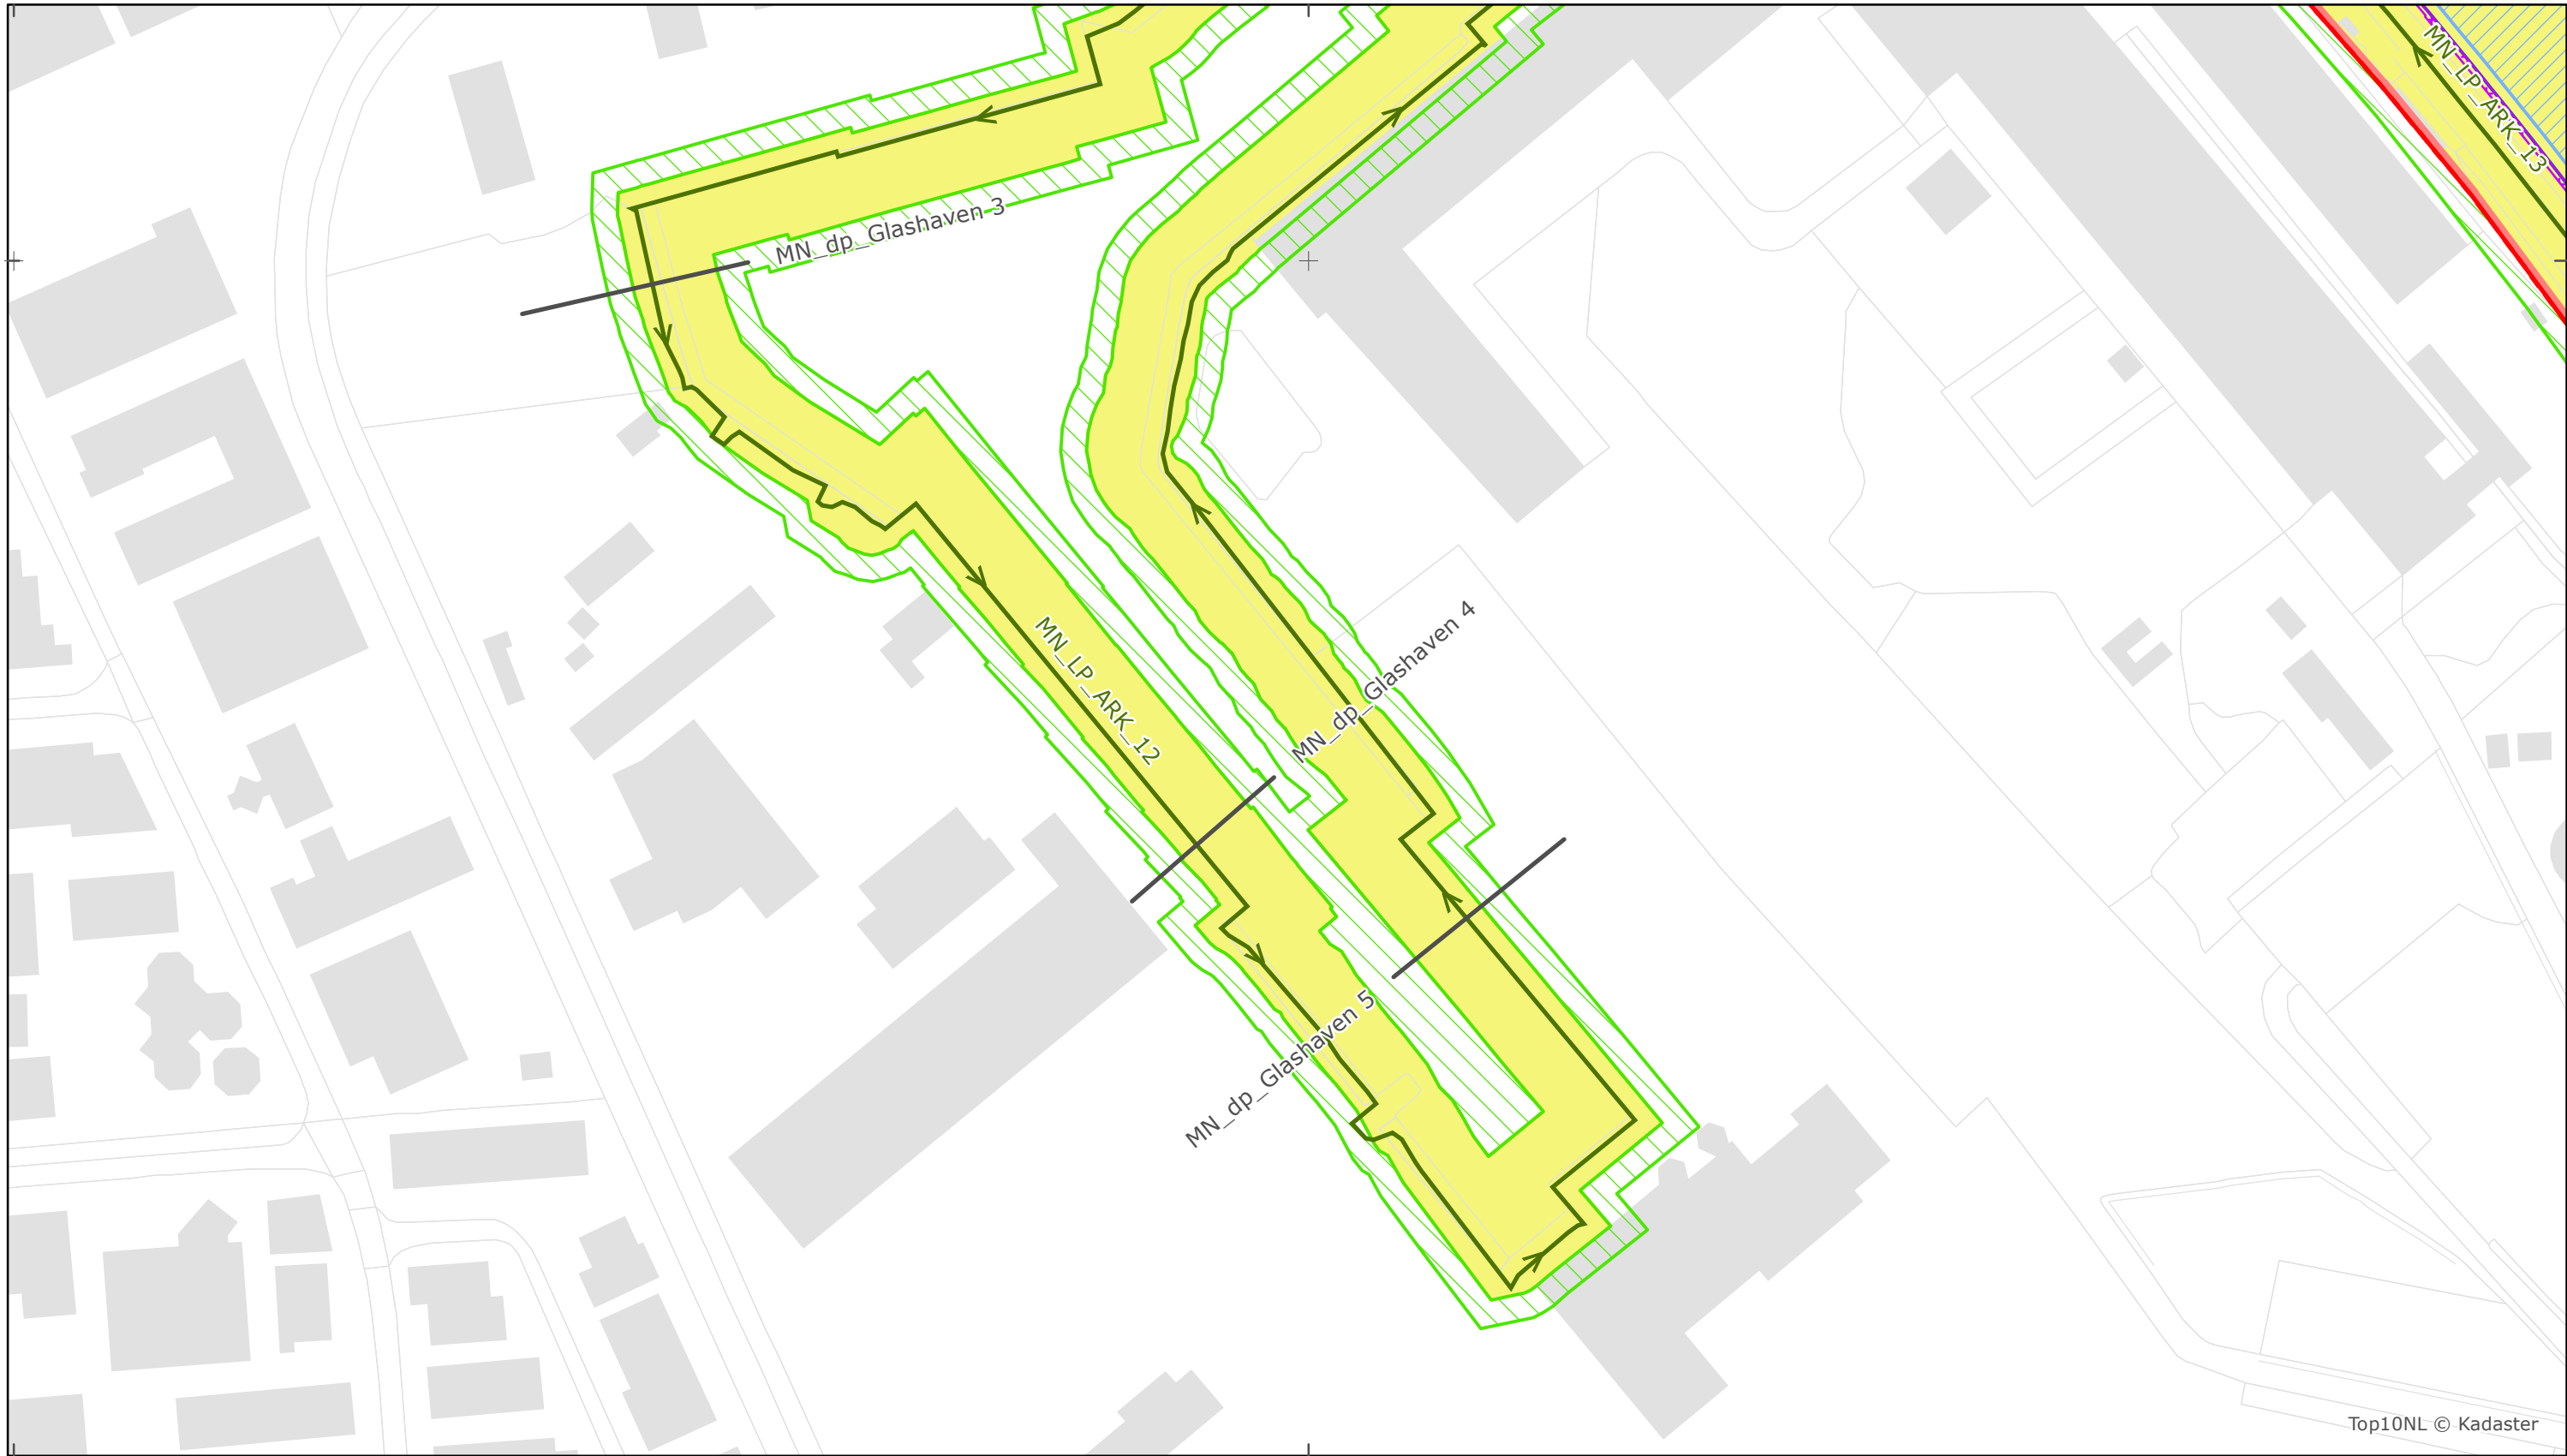 MN_LP_ARK_13
MN_dp_Glashaven 3
MN_LP_ARK_12
MN_dp_Glashaven 4
MN_dp_Glashaven 5
Top10NL © Kadaster